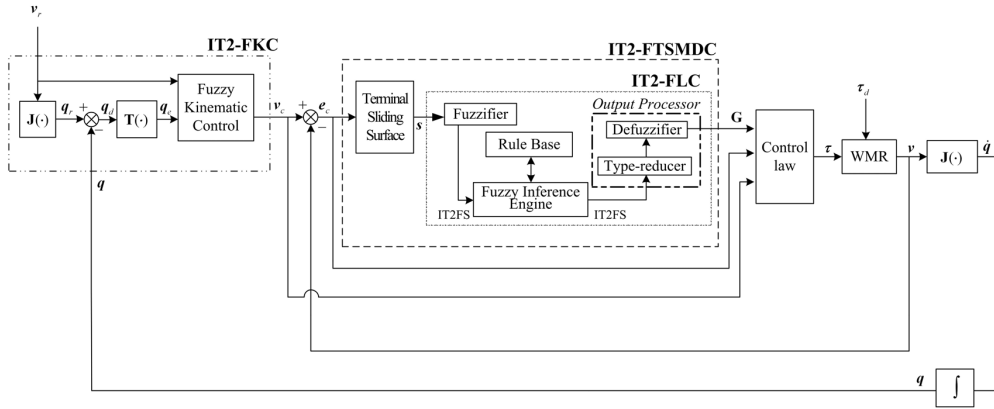 v_r
IT2-FKC
IT2-FTSMDC
IT2-FLC
J(·)
q_r
+
−
q_d
T(·)
q_e
Fuzzy
Kinematic
Control
v_c
+
−
e_c
Terminal
Sliding
Surface
s
Fuzzifier
Rule Base
Fuzzy Inference
Engine
IT2FS
IT2FS
Output Processor
Defuzzifier
Type-reducer
G
Control
law
τ
τ_d
WMR
v
J(·)
q̇
q
q
∫